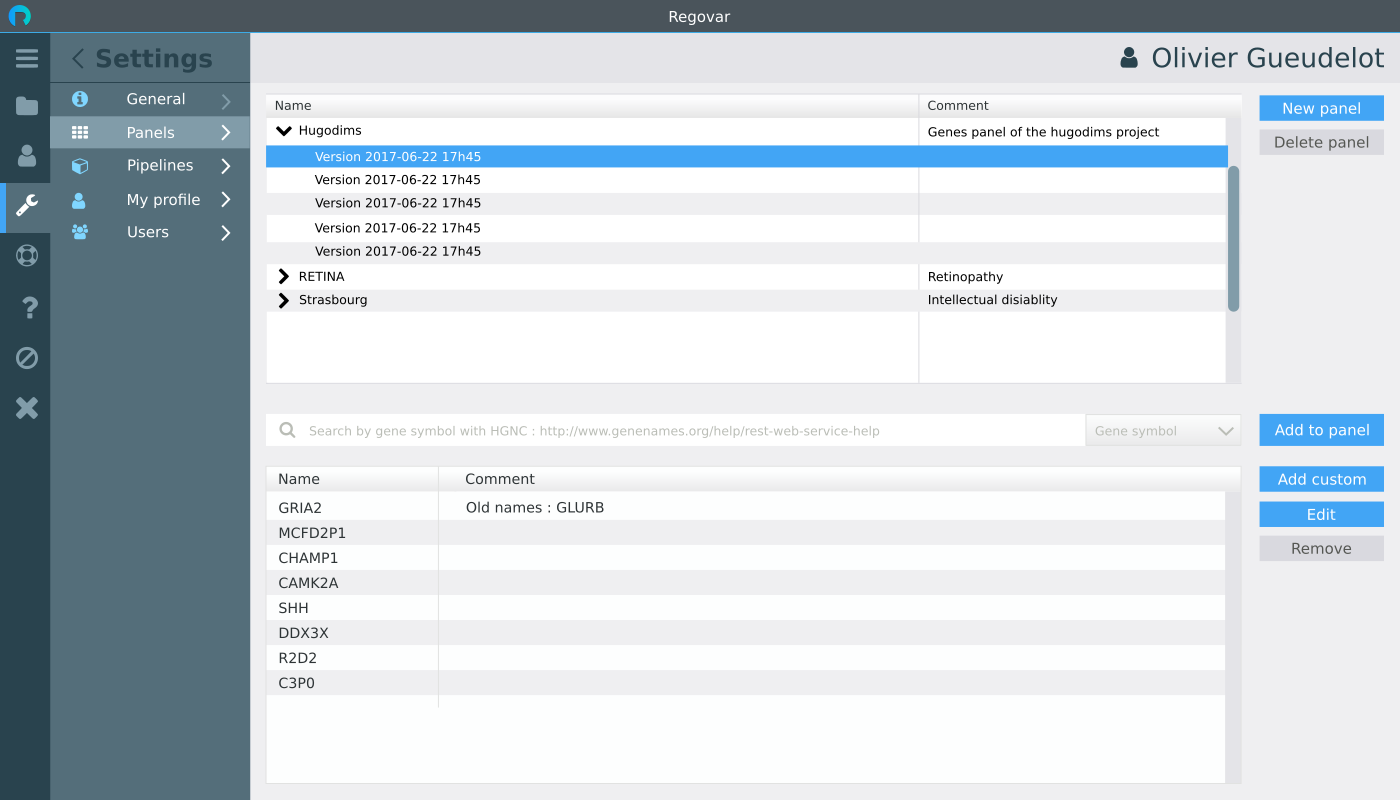 Regovar
Settings
Olivier Gueudelot
General
Panels
Pipelines
My profile
Users
Name Comment
Hugodims Genes panel of the hugodims project
Version 2017-06-22 17h45
Version 2017-06-22 17h45
Version 2017-06-22 17h45
Version 2017-06-22 17h45
Version 2017-06-22 17h45
RETINA Retinopathy
Strasbourg Intellectual disiablity
New panel
Delete panel
Search by gene symbol with HGNC : http://www.genenames.org/help/rest-web-service-help Gene symbol
Add to panel
Name Comment
GRIA2 Old names : GLURB
MCFD2P1
CHAMP1
CAMK2A
SHH
DDX3X
R2D2
C3P0
Add custom
Edit
Remove